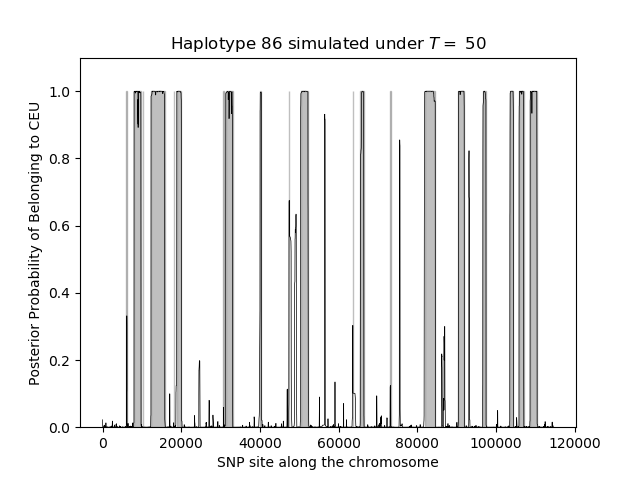 Haplotype 86 simulated under T = 50
1.0
0.8
0.6
0.4
0.2
0.0
Posterior Probability of Belonging to CEU
0 20000 40000 60000 80000 100000 120000
SNP site along the chromosome